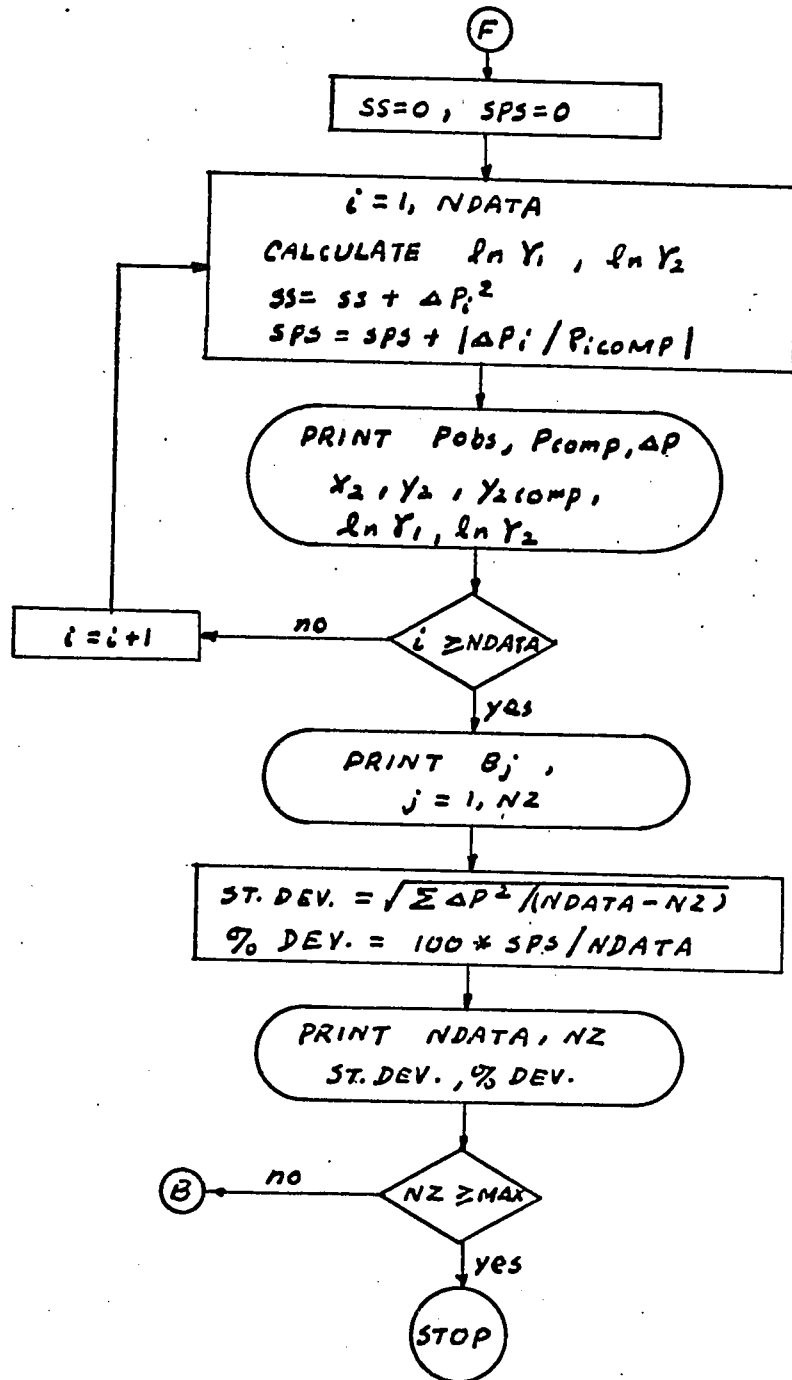 F
SS=0, SPS=0
i = 1, NDATA
CALCULATE ln γ₁, ln γ₂
SS= SS + ΔPᵢ²
SPS = SPS + |ΔPi / PiCOMP|
PRINT Pobs, Pcomp, ΔP
X₂, Y₂, Y₂comp,
ln γ₁, ln γ₂
i ≥NDATA
no
i=i+1
yes
PRINT Bj,
j = 1, NZ
ST. DEV. = √Σ ΔP²/(NDATA-NZ)
% DEV. = 100 * SPS/NDATA
PRINT NDATA, NZ
ST. DEV., % DEV.
NZ ≥MAX
no
B
yes
STOP